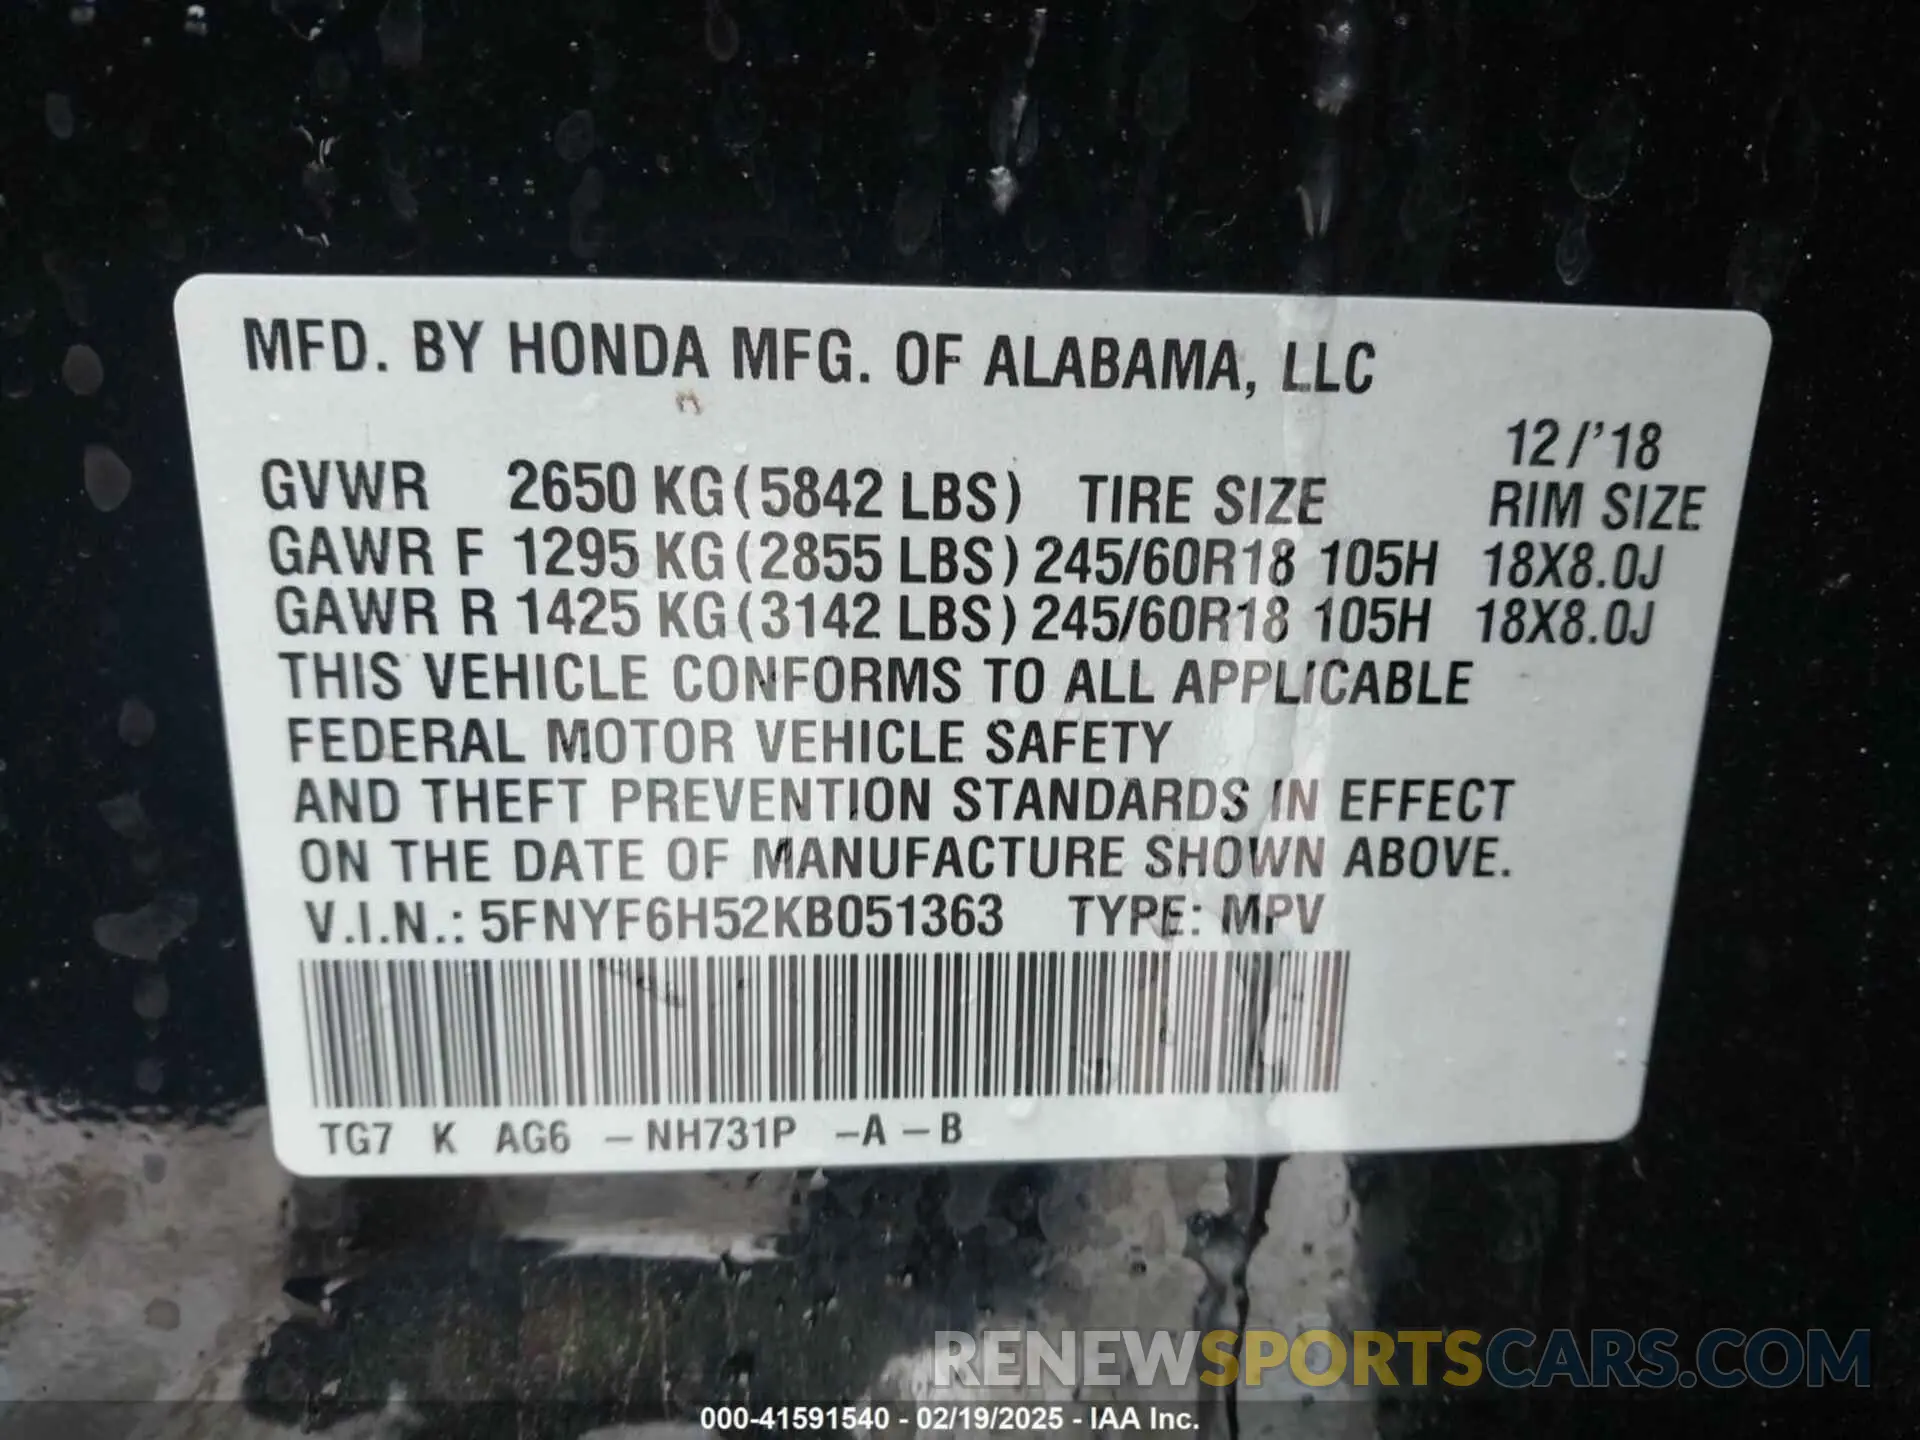 MFD. BY HONDA MFG. OF ALABAMA, LLC
12/'18
GVWR 2650 KG (5842 LBS) TIRE SIZE RIM SIZE
GAWR F 1295 KG (2855 LBS) 245/60R18 105H 18X8.0J
GAWR R 1425 KG (3142 LBS) 245/60R18 105H 18X8.0J
THIS VEHICLE CONFORMS TO ALL APPLICABLE
FEDERAL MOTOR VEHICLE SAFETY
AND THEFT PREVENTION STANDARDS IN EFFECT
ON THE DATE OF MANUFACTURE SHOWN ABOVE.
V.I.N.: 5FNYF6H52KB051363 TYPE: MPV
TG7 K AG6 -NH731P -A -B
RENEWSPORTSCARS.COM
000-41591540 - 02/19/2025 - IAA Inc.